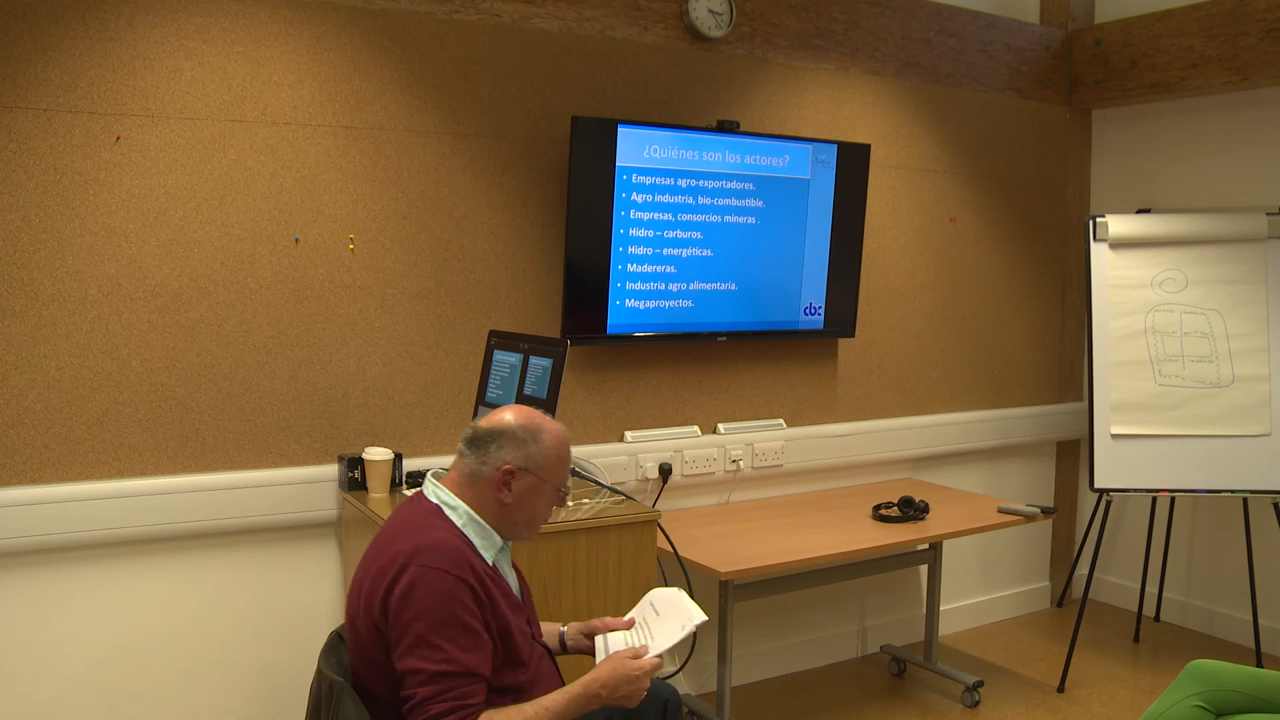 ¿Quiénes son los actores?
• Empresas agro-exportadores.
• Agro industria, bio-combustible.
• Empresas, consorcios mineras .
• Hidro – carburos.
• Hidro – energéticas.
• Madereras.
• Industria agro alimentaria.
• Megaproyectos.
cbc